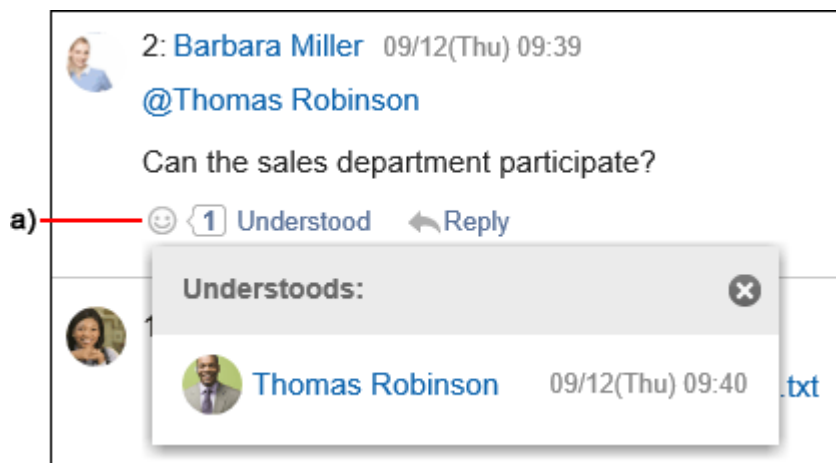 2: Barbara Miller 09/12(Thu) 09:39
@Thomas Robinson
Can the sales department participate?
a) 1 Understood Reply
Understoods:
1
Thomas Robinson 09/12(Thu) 09:40 .txt